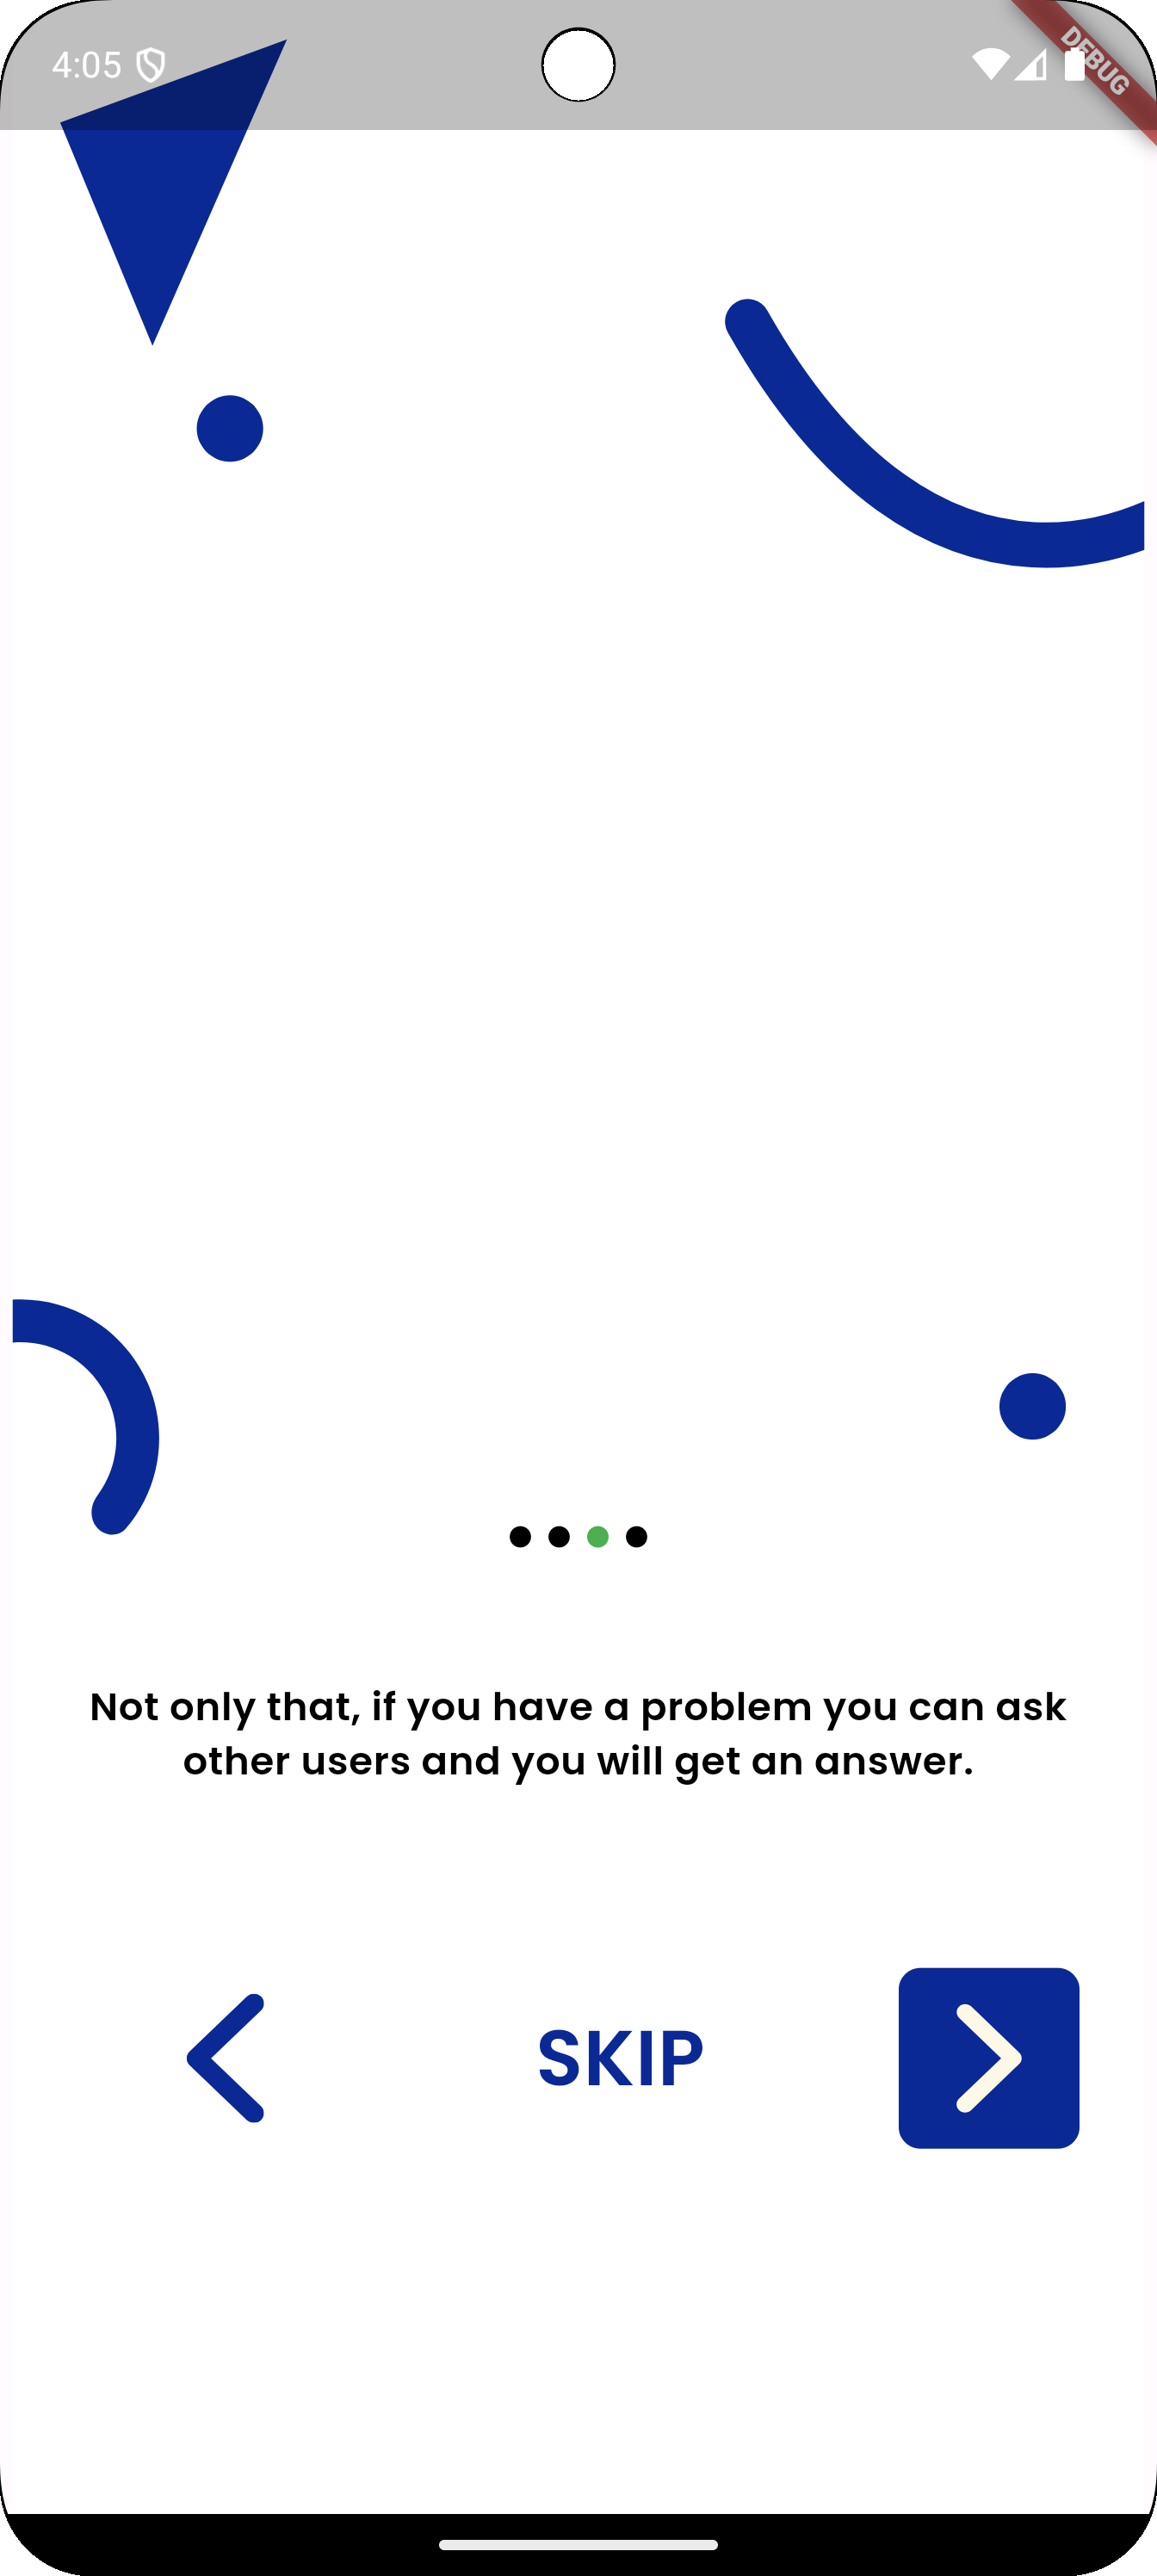 4:05
DEBUG
Not only that, if you have a problem you can ask
other users and you will get an answer.
SKIP